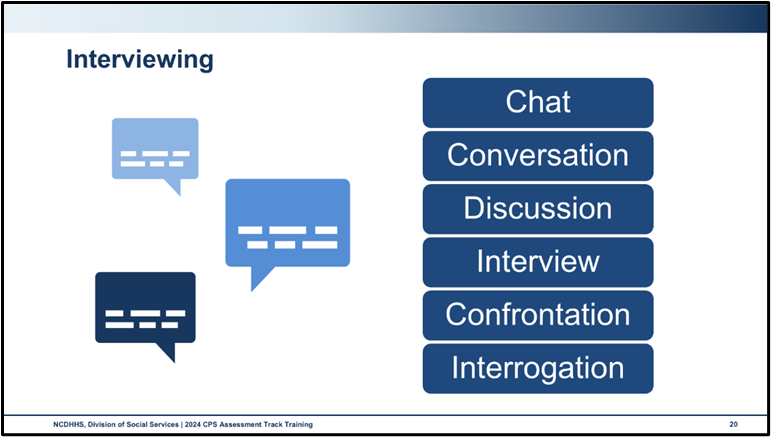 Interviewing
Chat
Conversation
Discussion
Interview
Confrontation
Interrogation
NCDHHS, Division of Social Services | 2024 CPS Assessment Track Training
20